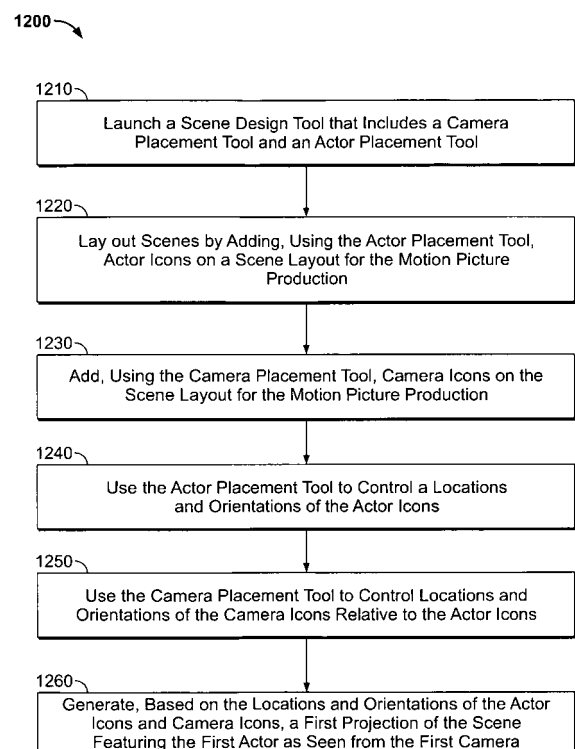 1200
1210
Launch a Scene Design Tool that Includes a Camera
Placement Tool and an Actor Placement Tool
1220
Lay out Scenes by Adding, Using the Actor Placement Tool,
Actor Icons on a Scene Layout for the Motion Picture
Production
1230
Add, Using the Camera Placement Tool, Camera Icons on the
Scene Layout for the Motion Picture Production
1240
Use the Actor Placement Tool to Control a Locations
and Orientations of the Actor Icons
1250
Use the Camera Placement Tool to Control Locations and
Orientations of the Camera Icons Relative to the Actor Icons
1260
Generate, Based on the Locations and Orientations of the Actor
Icons and Camera Icons, a First Projection of the Scene
Featuring the First Actor as Seen from the First Camera